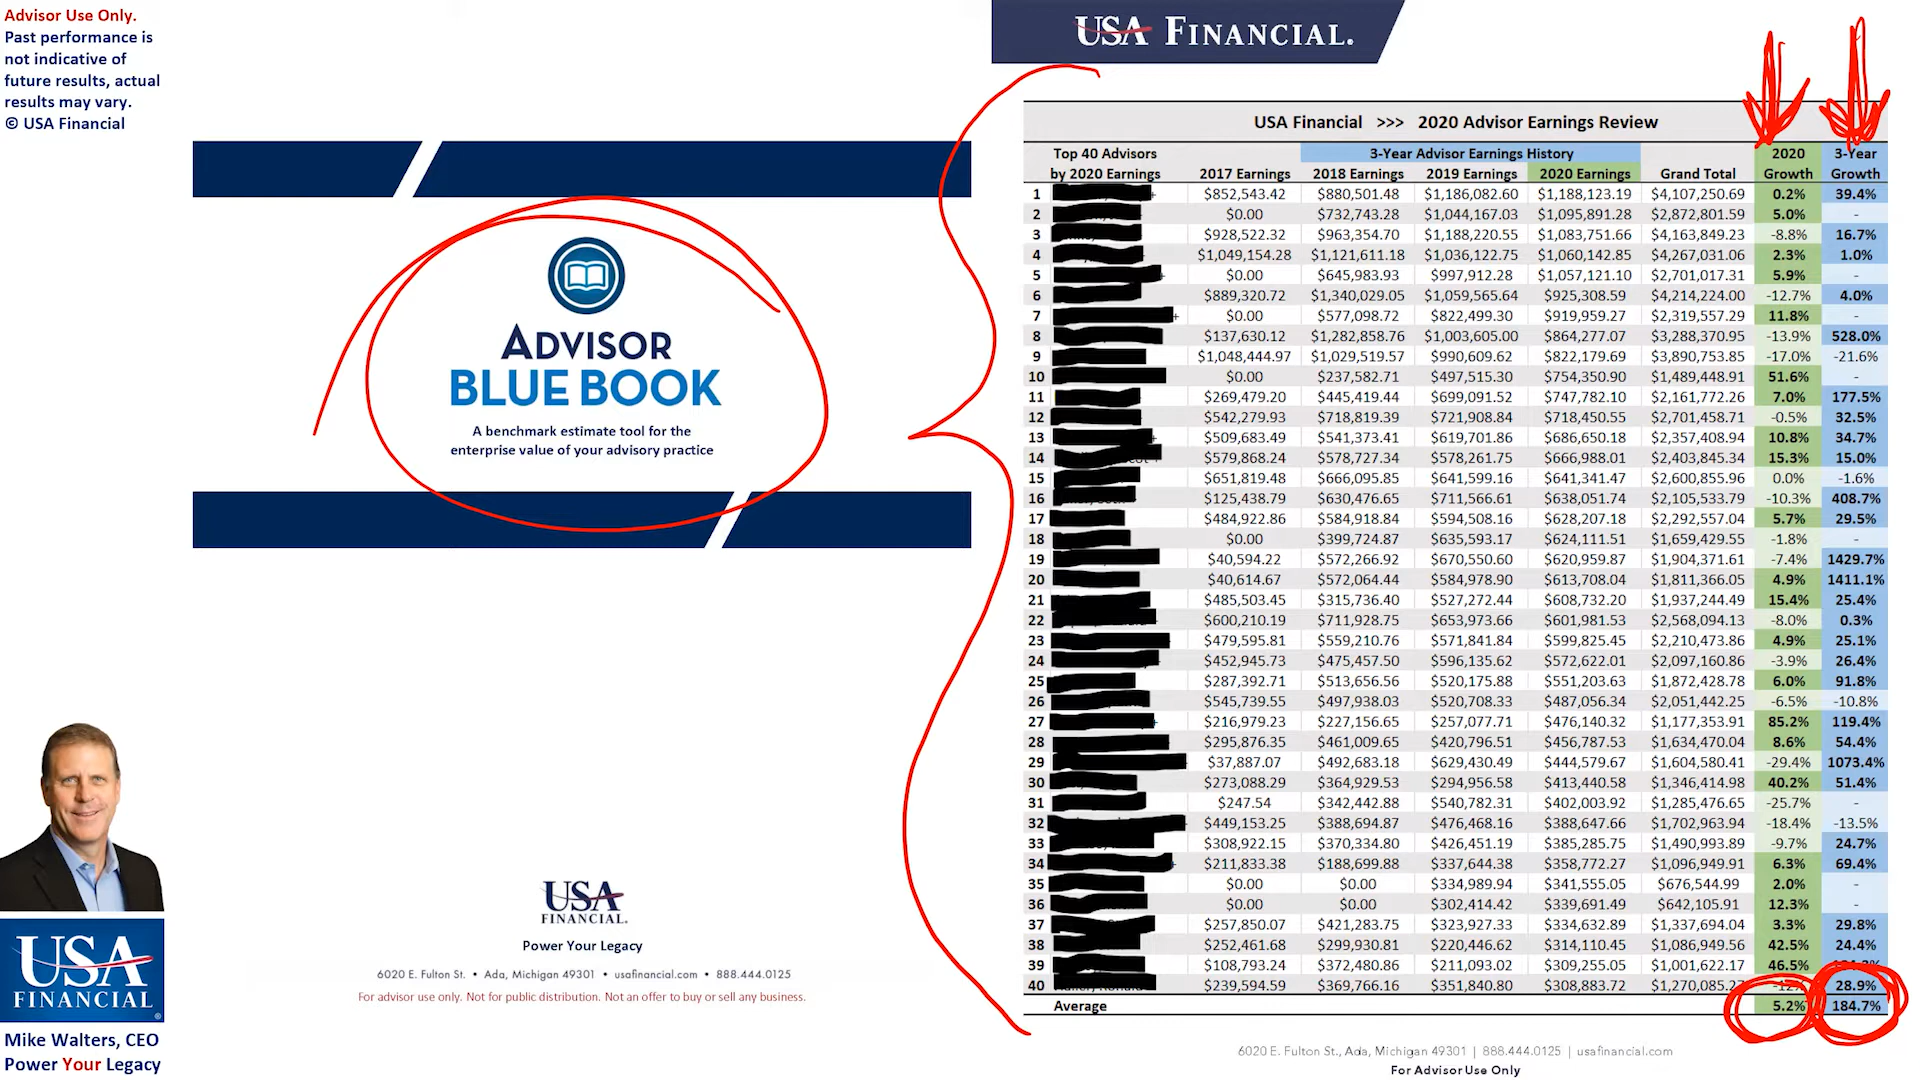 Advisor Use Only.
Past performance is
not indicative of
future results, actual
results may vary.
© USA Financial
ADVISOR
BLUE BOOK
A benchmark estimate tool for the
enterprise value of your advisory practice
USA
FINANCIAL.
Power Your Legacy
6020 E. Fulton St. • Ada, Michigan 49301 • usafinancial.com • 888.444.0125
For advisor use only. Not for public distribution. Not an offer to buy or sell any business.
USA
FINANCIAL
®
Mike Walters, CEO
Power Your Legacy
USA FINANCIAL.
USA Financial >>> 2020 Advisor Earnings Review
Top 40 Advisors 3-Year Advisor Earnings History 2020 3-Year
by 2020 Earnings 2017 Earnings 2018 Earnings 2019 Earnings 2020 Earnings Grand Total Growth Growth
1 $852,543.42 $880,501.48 $1,186,082.60 $1,188,123.19 $4,107,250.69 0.2% 39.4%
2 $0.00 $732,743.28 $1,044,167.03 $1,095,891.28 $2,872,801.59 5.0% -
3 $928,522.32 $963,354.70 $1,188,220.55 $1,083,751.66 $4,163,849.23 -8.8% 16.7%
4 $1,049,154.28 $1,121,611.18 $1,036,122.75 $1,060,142.85 $4,267,031.06 2.3% 1.0%
5 $0.00 $645,983.93 $997,912.28 $1,057,121.10 $2,701,017.31 5.9% -
6 $889,320.72 $1,340,029.05 $1,059,565.64 $925,308.59 $4,214,224.00 -12.7% 4.0%
7 $0.00 $577,098.72 $822,499.30 $919,959.27 $2,319,557.29 11.8% -
8 $137,630.12 $1,282,858.76 $1,003,605.00 $864,277.07 $3,288,370.95 -13.9% 528.0%
9 $1,048,444.97 $1,029,519.57 $990,609.62 $822,179.69 $3,890,753.85 -17.0% -21.6%
10 $0.00 $237,582.71 $497,515.30 $754,350.90 $1,489,448.91 51.6% -
11 $269,479.20 $445,419.44 $699,091.52 $747,782.10 $2,161,772.26 7.0% 177.5%
12 $542,279.93 $718,819.39 $721,908.84 $718,450.55 $2,701,458.71 -0.5% 32.5%
13 $509,683.49 $541,373.41 $619,701.86 $686,650.18 $2,357,408.94 10.8% 34.7%
14 $579,868.24 $578,727.34 $578,261.75 $666,988.01 $2,403,845.34 15.3% 15.0%
15 $651,819.48 $666,095.85 $641,599.16 $641,341.47 $2,600,855.96 0.0% -1.6%
16 $125,438.79 $630,476.65 $711,566.61 $638,051.74 $2,105,533.79 -10.3% 408.7%
17 $484,922.86 $584,918.84 $594,508.16 $628,207.18 $2,292,557.04 5.7% 29.5%
18 $0.00 $399,724.87 $635,593.17 $624,111.51 $1,659,429.55 -1.8% -
19 $40,594.22 $572,266.92 $670,550.60 $620,959.87 $1,904,371.61 -7.4% 1429.7%
20 $40,614.67 $572,064.44 $584,978.90 $613,708.04 $1,811,366.05 4.9% 1411.1%
21 $485,503.45 $315,736.40 $527,272.44 $608,732.20 $1,937,244.49 15.4% 25.4%
22 $600,210.19 $711,928.75 $653,973.66 $601,981.53 $2,568,094.13 -8.0% 0.3%
23 $479,595.81 $559,210.76 $571,841.84 $599,825.45 $2,210,473.86 4.9% 25.1%
24 $452,945.73 $475,457.50 $596,135.62 $572,622.01 $2,097,160.86 -3.9% 26.4%
25 $287,392.71 $513,656.56 $520,175.88 $551,203.63 $1,872,428.78 6.0% 91.8%
26 $545,739.55 $497,938.03 $520,708.33 $487,056.34 $2,051,442.25 -6.5% -10.8%
27 $216,979.23 $227,156.65 $257,077.71 $476,140.32 $1,177,353.91 85.2% 119.4%
28 $295,876.35 $461,009.65 $420,796.51 $456,787.53 $1,634,470.04 8.6% 54.4%
29 $37,887.07 $492,683.18 $629,430.49 $444,579.67 $1,604,580.41 -29.4% 1073.4%
30 $273,088.29 $364,929.53 $294,956.58 $413,440.58 $1,346,414.98 40.2% 51.4%
31 $247.54 $342,442.88 $540,782.31 $402,003.92 $1,285,476.65 -25.7% -
32 $449,153.25 $388,694.87 $476,468.16 $388,647.66 $1,702,963.94 -18.4% -13.5%
33 $308,922.15 $370,334.80 $426,451.19 $385,285.75 $1,490,993.89 -9.7% 24.7%
34 $211,833.38 $188,699.88 $337,644.38 $358,772.27 $1,096,949.91 6.3% 69.4%
35 $0.00 $0.00 $334,989.94 $341,555.05 $676,544.99 2.0% -
36 $0.00 $0.00 $302,414.42 $339,691.49 $642,105.91 12.3% -
37 $257,850.07 $421,283.75 $323,927.33 $334,632.89 $1,337,694.04 3.3% 29.8%
38 $252,461.68 $299,930.81 $220,446.62 $314,110.45 $1,086,949.56 42.5% 24.4%
39 $108,793.24 $372,480.86 $211,093.02 $309,255.05 $1,001,622.17 46.5%
40 $239,594.59 $369,766.16 $351,840.80 $308,883.72 28.9%
Average 5.2% 184.7%
6020 E. Fulton St., Ada, Michigan 49301 | 888.444.0125 | usafinancial.com
For Advisor Use Only